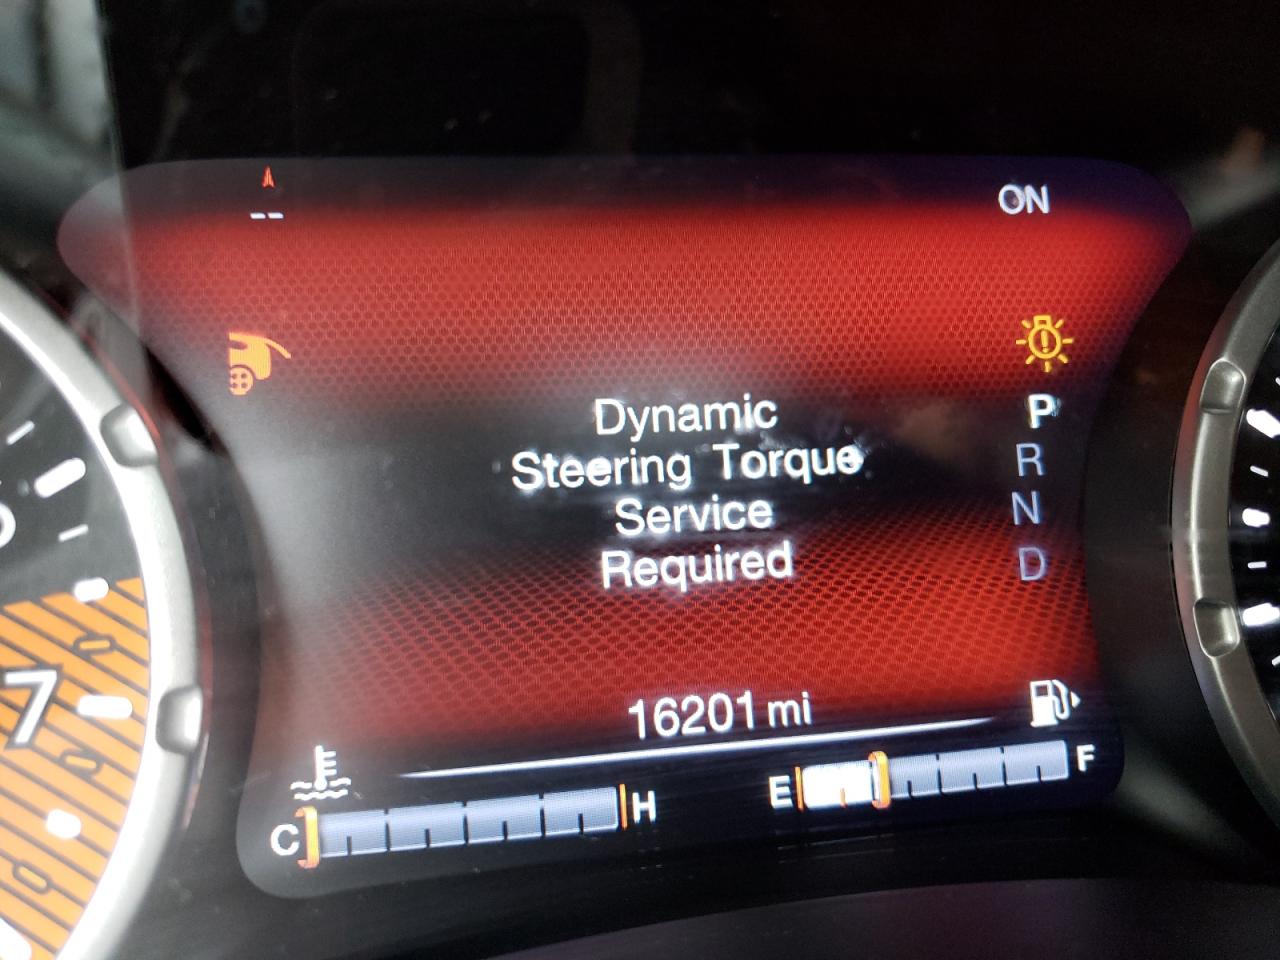 --
ON
Dynamic
Steering Torque
Service
Required
P
R
N
D
16201 mi
C
H
E
F
7